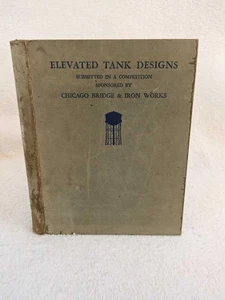 ELEVATED TANK DESIGNS
SUBMITTED IN A COMPETITION
SPONSORED BY
CHICAGO BRIDGE & IRON WORKS